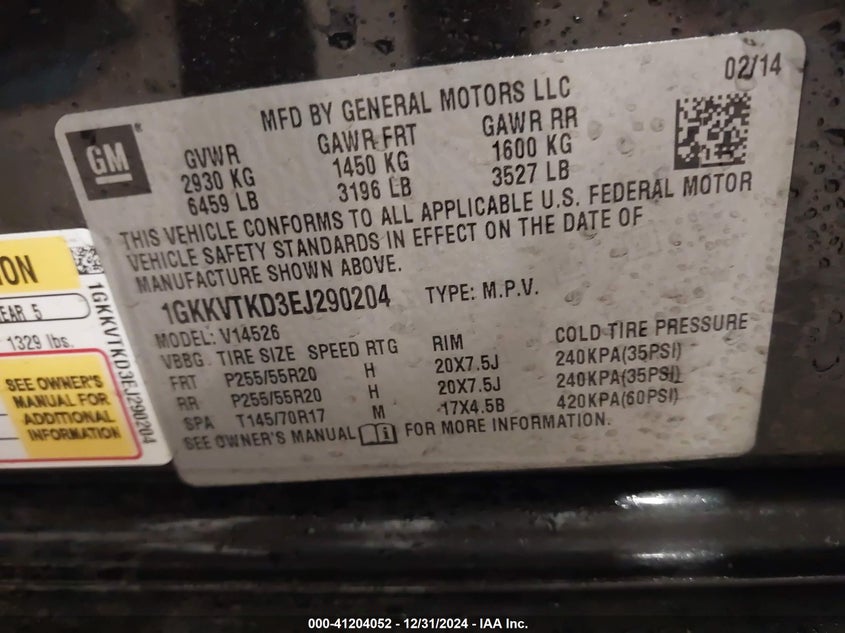 02/14
MFD BY GENERAL MOTORS LLC
GM
GVWR GAWR FRT GAWR RR
2930 KG 1450 KG 1600 KG
6459 LB 3196 LB 3527 LB
THIS VEHICLE CONFORMS TO ALL APPLICABLE U.S. FEDERAL MOTOR
VEHICLE SAFETY STANDARDS IN EFFECT ON THE DATE OF
MANUFACTURE SHOWN ABOVE.
1GKKVTKD3EJ290204 TYPE: M.P.V.
MODEL: V14526
VBBG TIRE SIZE SPEED RTG RIM COLD TIRE PRESSURE
FRT P255/55R20 H 20X7.5J 240KPA(35PSI)
RR P255/55R20 H 20X7.5J 240KPA(35PSI)
SPA T145/70R17 M 17X4.5B 420KPA(60PSI)
SEE OWNER'S MANUAL FOR MORE INFORMATION.
ION
EAR 5
1329 lbs.
SEE OWNER'S
MANUAL FOR
ADDITIONAL
INFORMATION
1GKKVTKD3EJ290204
000-41204052 - 12/31/2024 - IAA Inc.